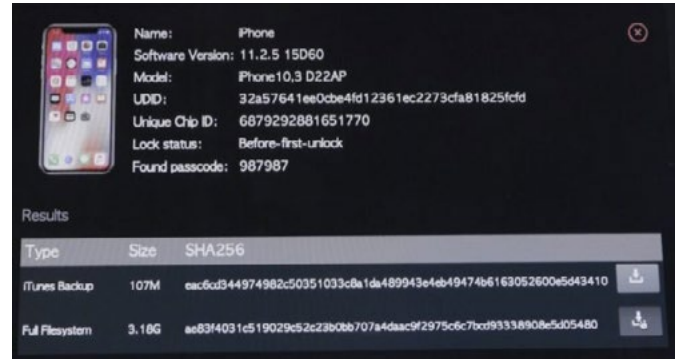 Name: iPhone
Software Version: 11.2.5 15D60
Model: iPhone10,3 D22AP
UDID: 32a57641ee0cbe4fd12361ec2273cfa81825fcfd
Unique Chip ID: 6879292881651770
Lock status: Before-first-unlock
Found passcode: 987987
Results
Type Size SHA256
iTunes Backup 107M eac6cd344974982c50351033c8a1da489943e4eb49474b6163052600e5d43410
Full Filesystem 3.18G ae83f4031c519029c52c23b0bb707a4daac9f2975c6c7bcd93338908e5d05480